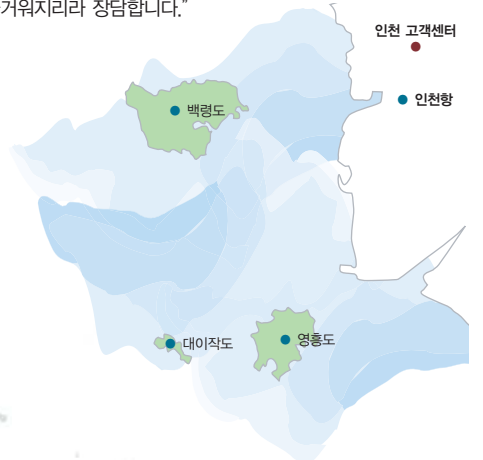 거워지리라 장담합니다.”
인천 고객센터
인천항
백령도
대이작도
영흥도